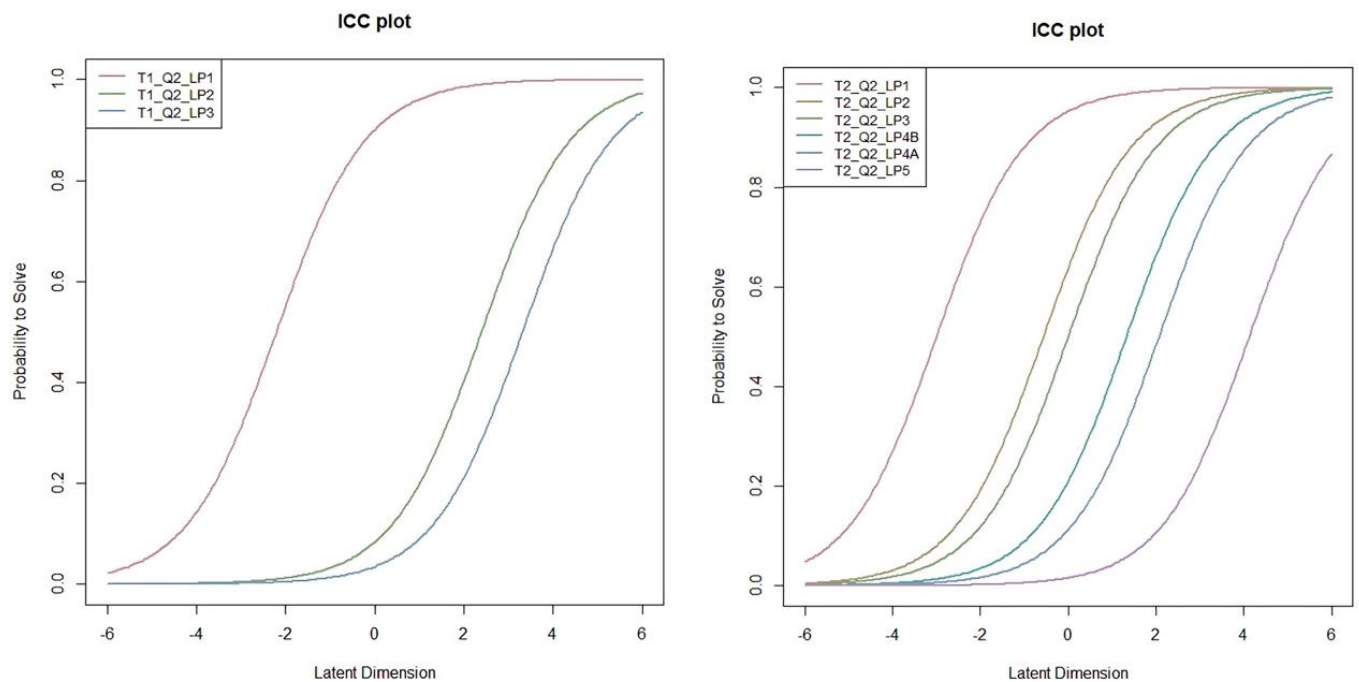 ICC plot
T1_Q2_LP1
T1_Q2_LP2
T1_Q2_LP3
1.0
0.8
0.6
0.4
0.2
0.0
Probability to Solve
-6
-4
-2
0
2
4
6
Latent Dimension
ICC plot
T2_Q2_LP1
T2_Q2_LP2
T2_Q2_LP3
T2_Q2_LP4B
T2_Q2_LP4A
T2_Q2_LP5
1.0
0.8
0.6
0.4
0.2
0.0
Probability to Solve
-6
-4
-2
0
2
4
6
Latent Dimension